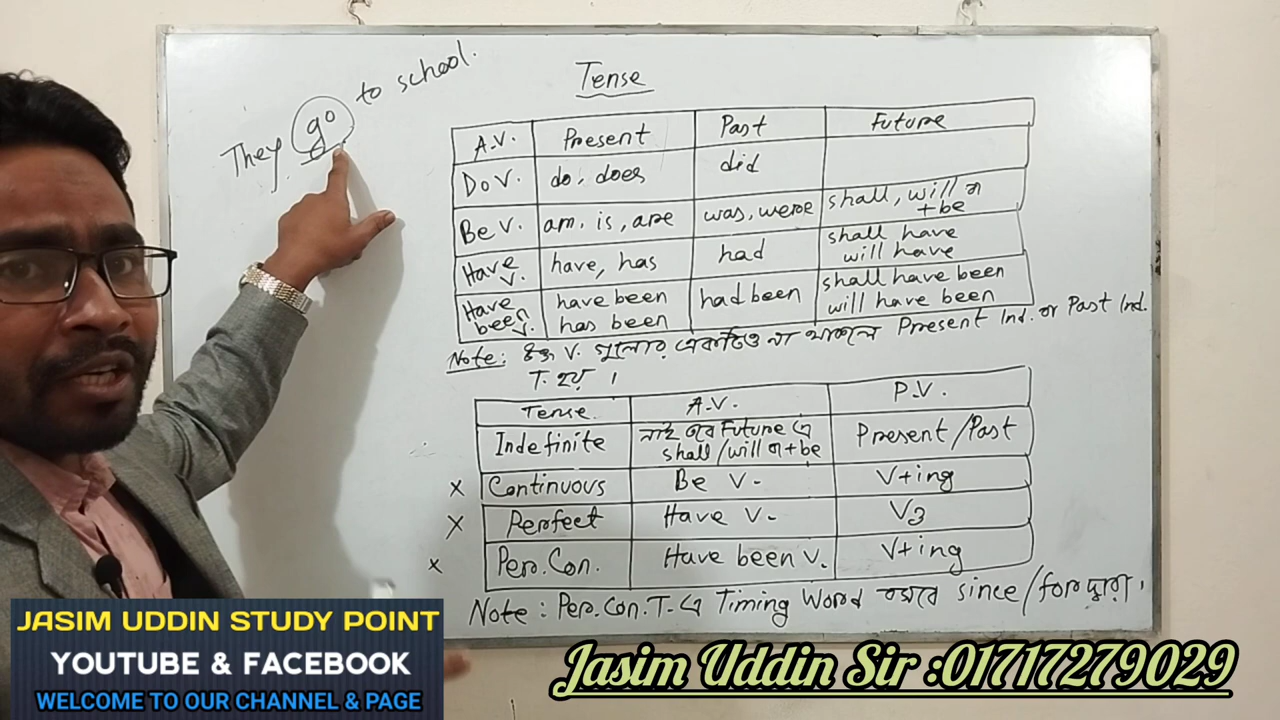 They go to school.
Tense
A.V. Present Past Future
Do V. do, does did
Be V. am, is, are was, were shall, will বা +be
Have V. have, has had shall have will have
Have been V. have been has been had been shall have been will have been
Note: উক্ত V. গুলোর একটিও না থাকলে Present Ind. or Past Ind.
T. হয় ।
Tense A.V. P.V.
Indefinite নাই তবে Future এ shall/will বা +be Present/Past
× Continuous Be V. V+ing
× Perfect Have V. V3
× Per. Con. Have been V. V+ing
Note: Per. Con. T. এ Timing Word since/for দ্বারা ।
JASIM UDDIN STUDY POINT
YOUTUBE & FACEBOOK
WELCOME TO OUR CHANNEL & PAGE
Jasim Uddin Sir :01717279029